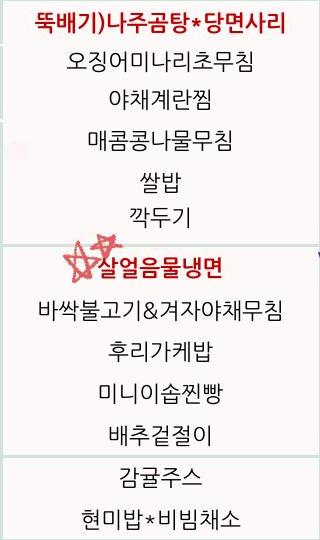 뚝배기)나주곰탕*당면사리
오징어미나리초무침
야채계란찜
매콤콩나물무침
쌀밥
깍두기
살얼음물냉면
바싹불고기&겨자야채무침
후리가케밥
미니이솝찐빵
배추겉절이
감귤주스
현미밥*비빔채소